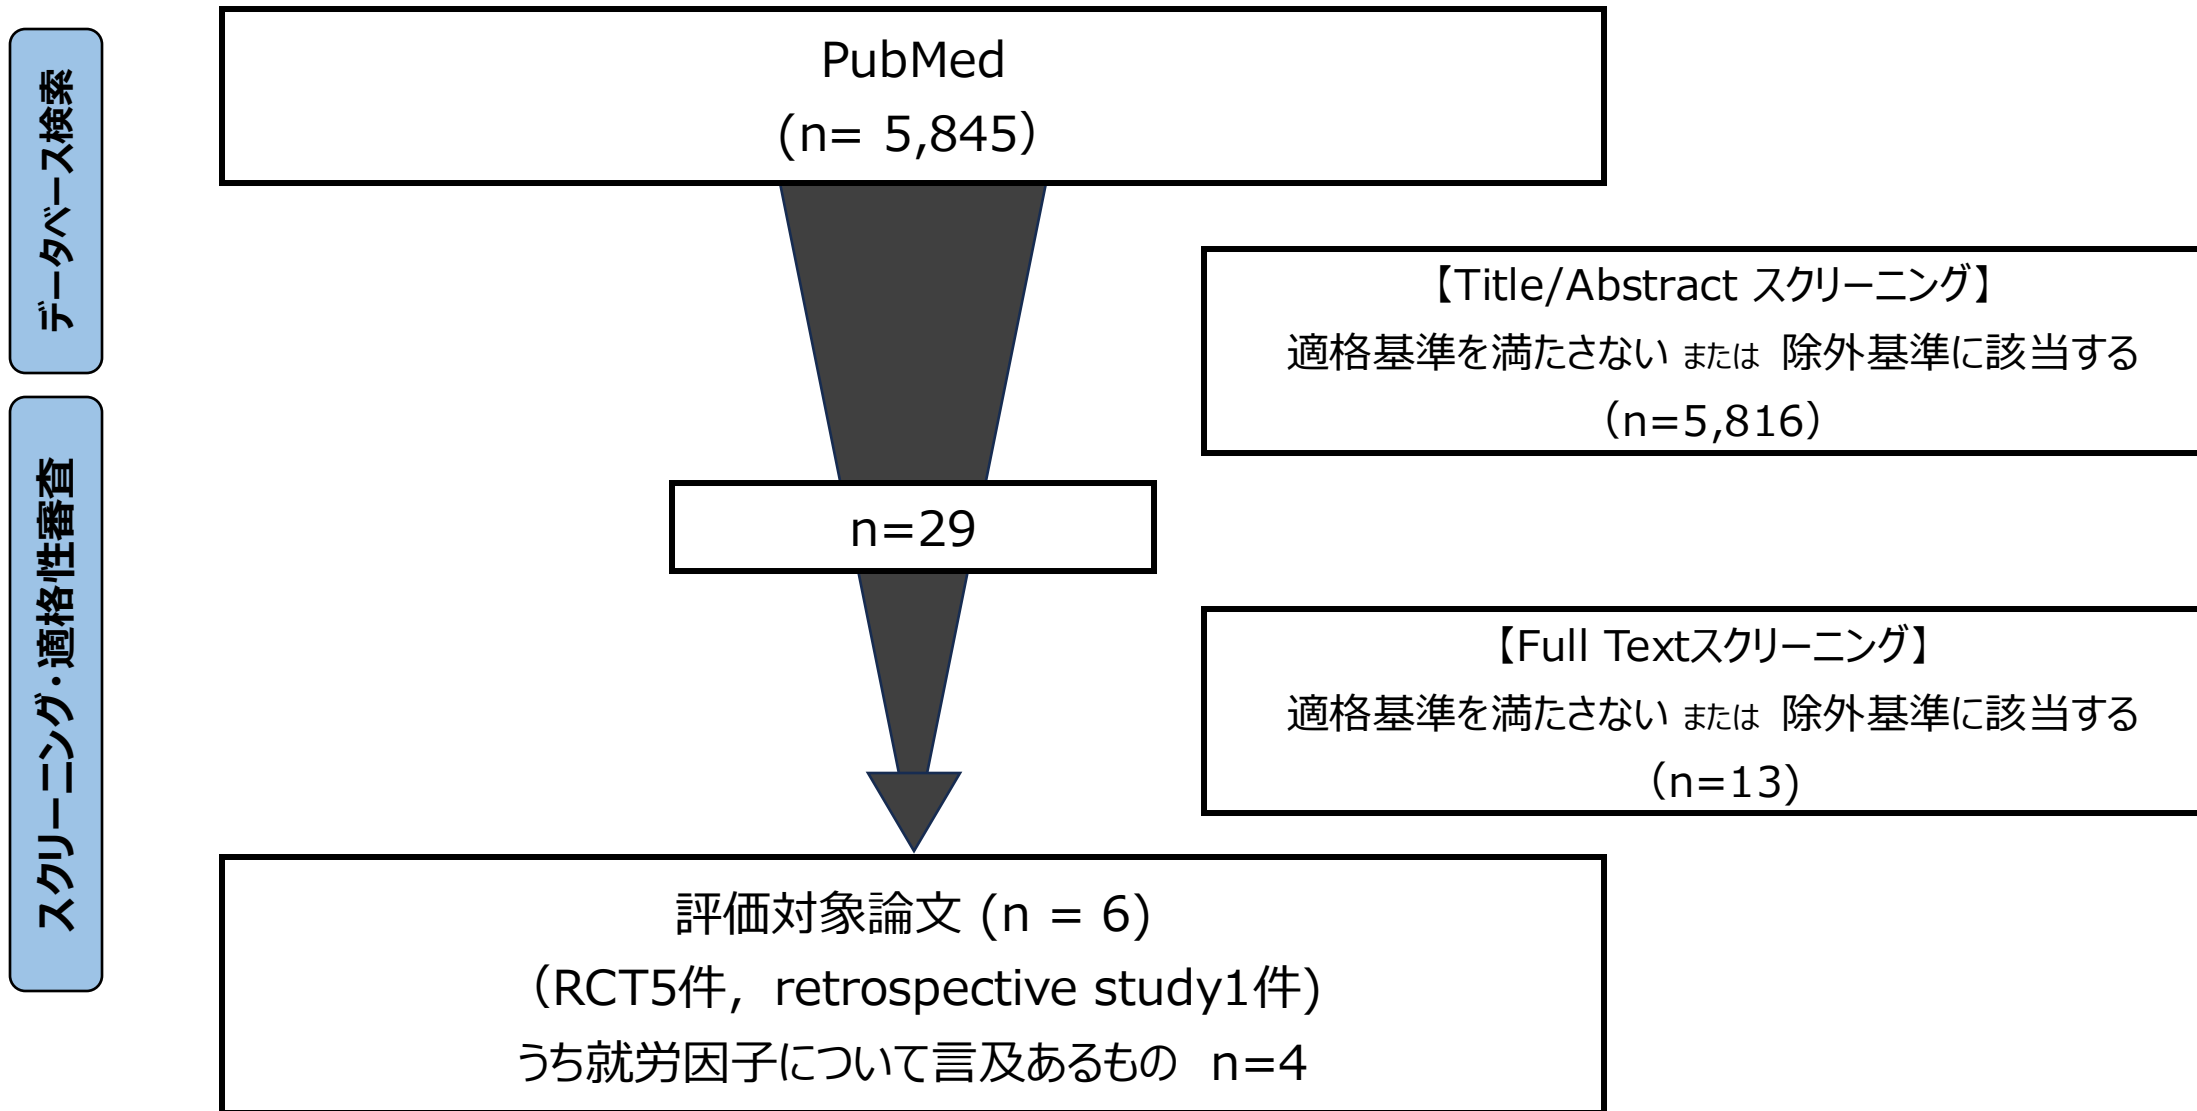 データベース検索
PubMed
(n= 5,845）
【Title/Abstract スクリーニング】
適格基準を満たさない または 除外基準に該当する
（n=5,816）
スクリーニング・適格性審査
n=29
【Full Textスクリーニング】
適格基準を満たさない または 除外基準に該当する
（n=13)
評価対象論文 (n = 6)
（RCT5件，retrospective study1件)
うち就労因子について言及あるもの n=4